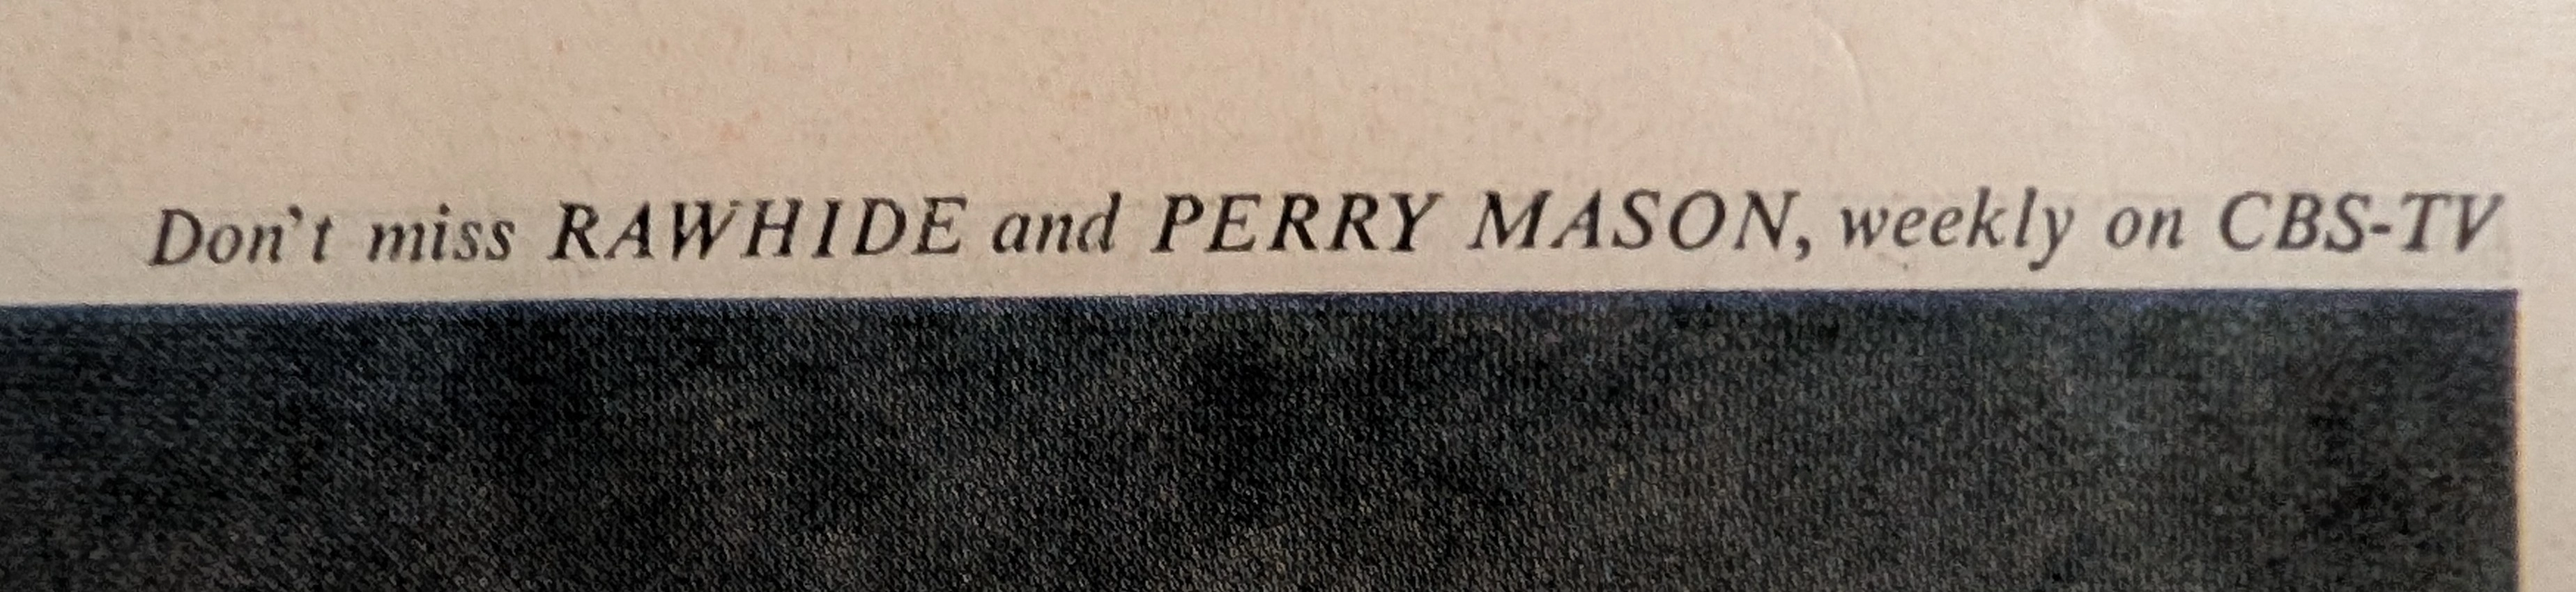 Don't miss RAWHIDE and PERRY MASON, weekly on CBS-TV